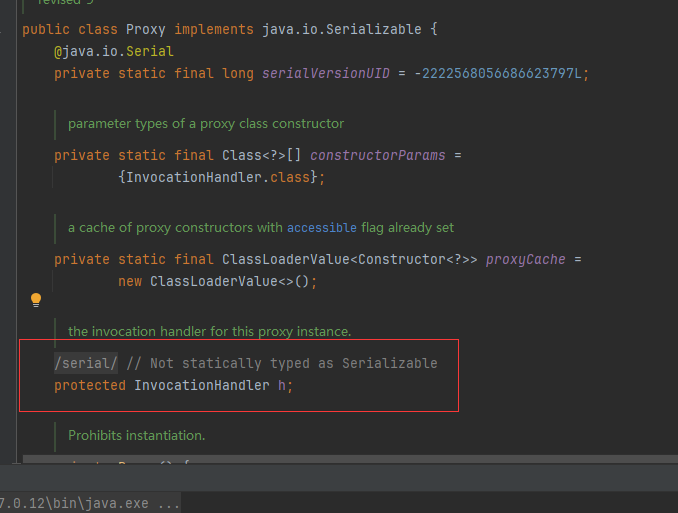 revised 9
public class Proxy implements java.io.Serializable {
@java.io.Serial
private static final long serialVersionUID = -2222568056686623797L;
parameter types of a proxy class constructor
private static final Class<?>[] constructorParams =
{InvocationHandler.class};
a cache of proxy constructors with accessible flag already set
private static final ClassLoaderValue<Constructor<?>> proxyCache =
new ClassLoaderValue<>();
the invocation handler for this proxy instance.
/serial/ // Not statically typed as Serializable
protected InvocationHandler h;
Prohibits instantiation.
7.0.12\bin\java.exe ...